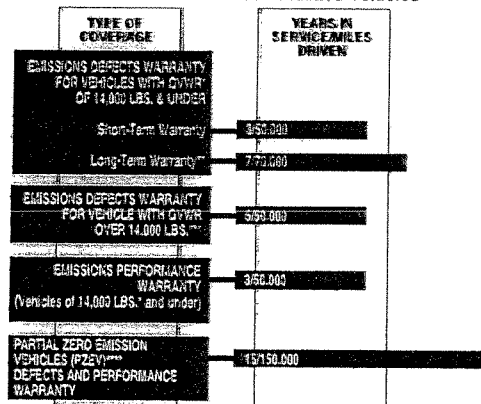 TYPE OF
COVERAGE
YEARS IN
SERVICE/MILES
DRIVEN
EMISSIONS DEFECTS WARRANTY
FOR VEHICLES WITH GVWR*
OF 14,000 LBS. & UNDER
Short-Term Warranty
3/50,000
Long-Term Warranty**
7/70,000
EMISSIONS DEFECTS WARRANTY
FOR VEHICLE WITH GVWR
OVER 14,000 LBS.***
5/50,000
EMISSIONS PERFORMANCE
WARRANTY
(Vehicles of 14,000 LBS.* and under)
3/50,000
PARTIAL ZERO EMISSION
VEHICLES (PZEV)****
DEFECTS AND PERFORMANCE
WARRANTY
15/150,000